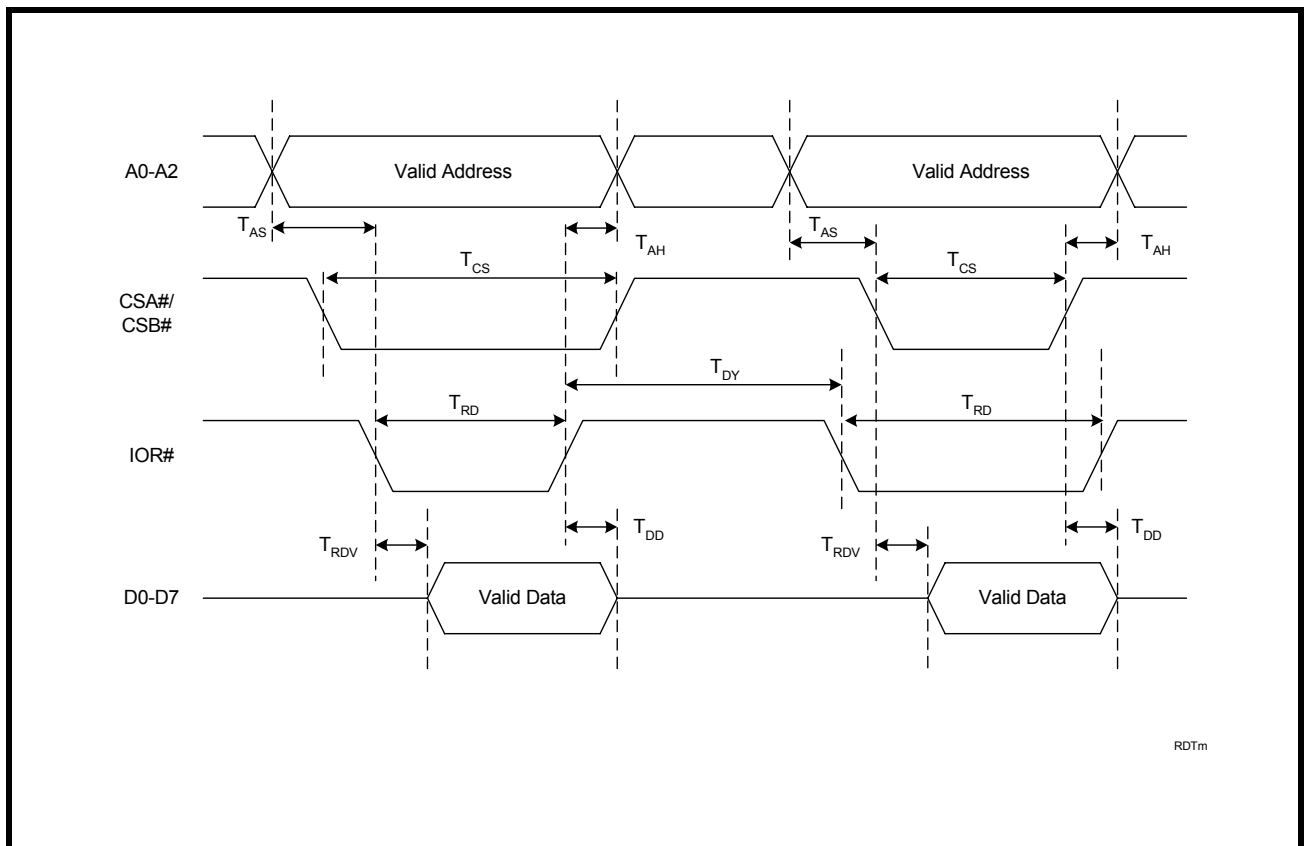 A0-A2
Valid Address
Valid Address
TAS
TAH
TAS
TAH
TCS
TCS
CSA#/
CSB#
TDY
TRD
TRD
IOR#
TRDV
TDD
TRDV
TDD
D0-D7
Valid Data
Valid Data
RDTm